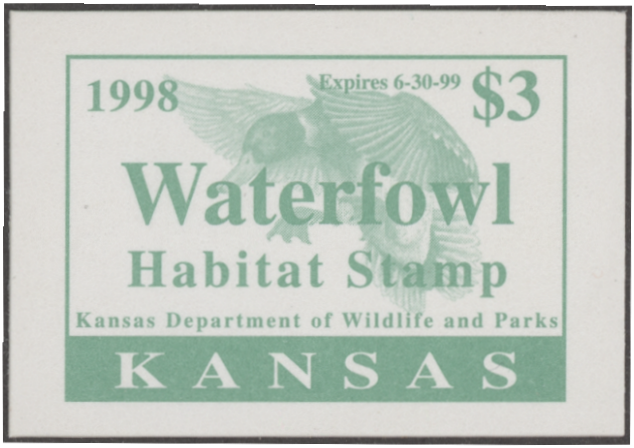 1998 Expires 6-30-99 $3
Waterfowl
Habitat Stamp
Kansas Department of Wildlife and Parks
KANSAS